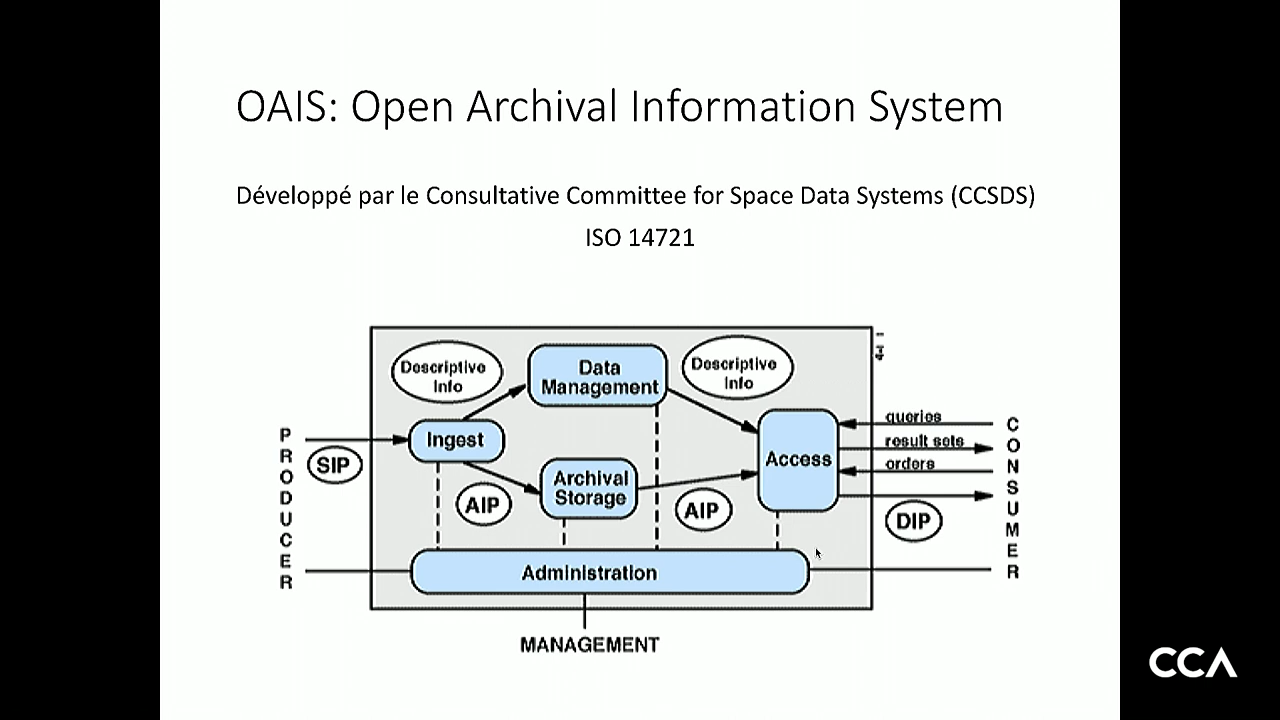 OAIS: Open Archival Information System
Développé par le Consultative Committee for Space Data Systems (CCSDS)
ISO 14721
Descriptive
Info
Data
Management
Descriptive
Info
PRODUCER
SIP
Ingest
AIP
Archival
Storage
AIP
Access
queries
result sets
orders
DIP
CONSUMER
Administration
MANAGEMENT
CCA